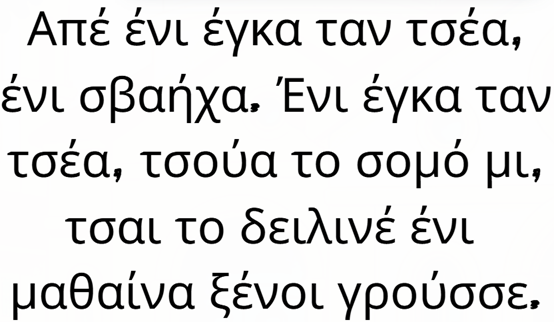 Απέ ένι έγκα ταν τσέα,
ένι σβαήχα. Ένι έγκα ταν
τσέα, τσούα το σομό μι,
τσαι το δειλινέ ένι
μαθαίνα ξένοι γρούσσε.